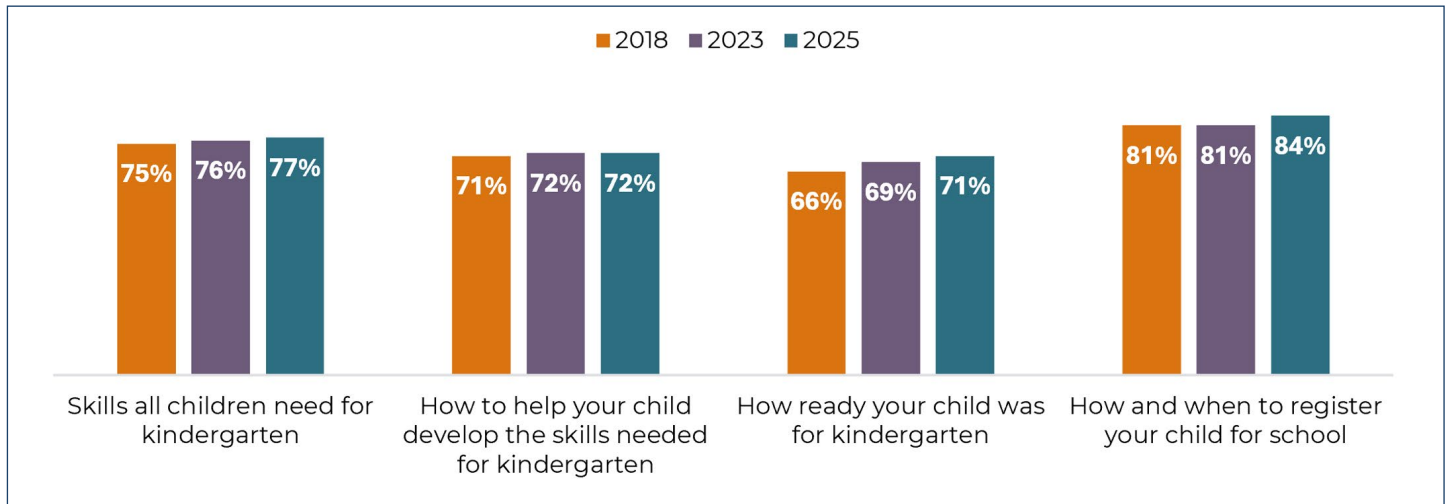 2018 2023 2025
75% 76% 77%
71% 72% 72%
66% 69% 71%
81% 81% 84%
Skills all children need for
kindergarten
How to help your child
develop the skills needed
for kindergarten
How ready your child was
for kindergarten
How and when to register
your child for school